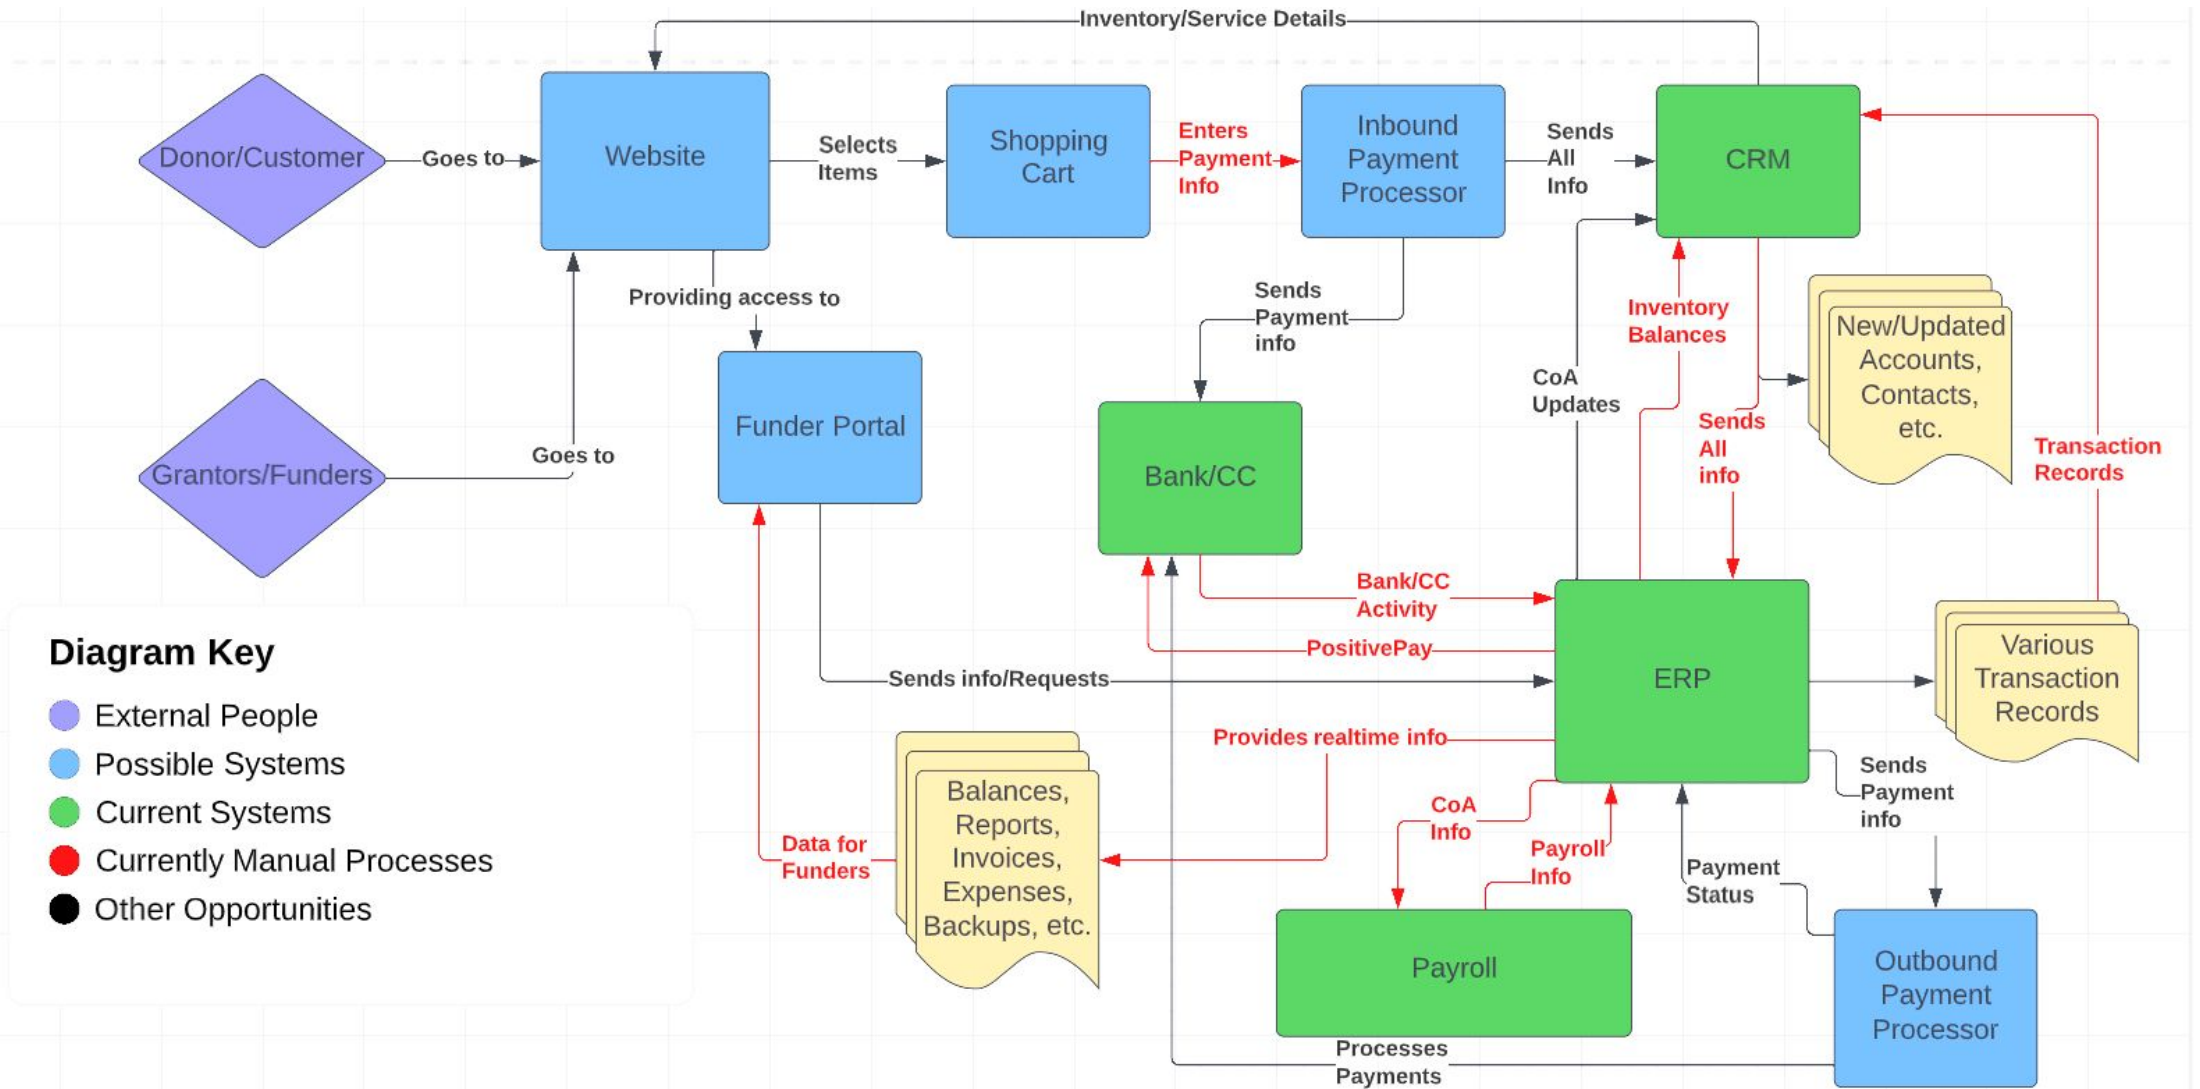 Inventory/Service Details
Donor/Customer
Goes to
Website
Selects
Items
Shopping
Cart
Enters
Payment
Info
Inbound
Payment
Processor
Sends
All
Info
CRM
Providing access to
Sends
Payment
info
Inventory
Balances
New/Updated
Accounts,
Contacts,
etc.
CoA
Updates
Sends
All
info
Transaction
Records
Grantors/Funders
Goes to
Funder Portal
Bank/CC
Bank/CC
Activity
PositivePay
Sends info/Requests
ERP
Various
Transaction
Records
Provides realtime info
Sends
Payment
info
Balances,
Reports,
Invoices,
Expenses,
Backups, etc.
Data for
Funders
CoA
Info
Payroll
Info
Payment
Status
Payroll
Outbound
Payment
Processor
Processes
Payments
Diagram Key
External People
Possible Systems
Current Systems
Currently Manual Processes
Other Opportunities